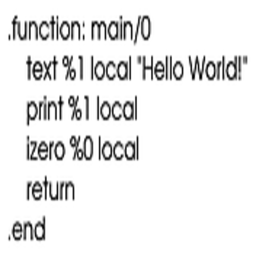 .function: main/0
text %1 local "Hello World!"
print %1 local
izero %0 local
return
.end